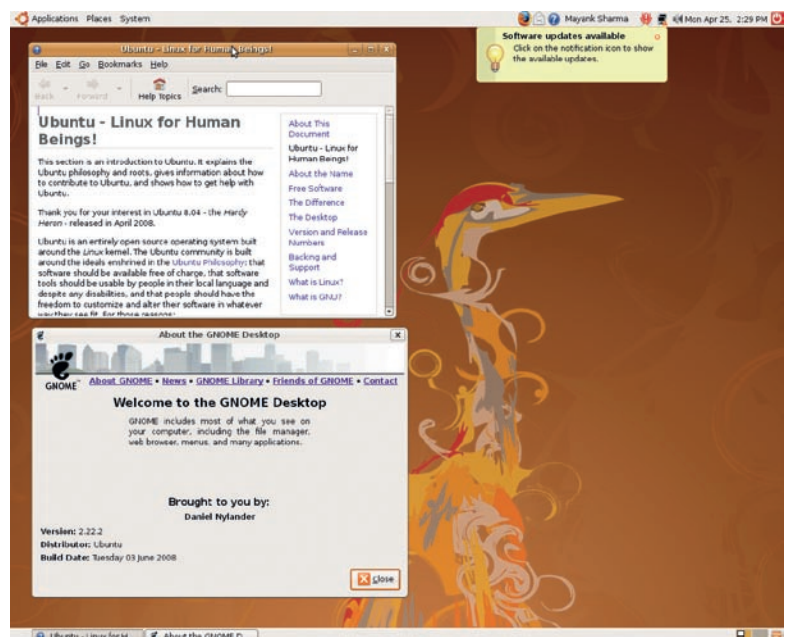 Applications Places System
Mayank Sharma
Mon Apr 25, 2:29 PM
Software updates available
Click on the notification icon to show
the available updates.
Ubuntu - Linux for Human Beings!
File Edit Go Bookmarks Help
Back
Forward
Help Topics
Search:
Ubuntu - Linux for Human
Beings!
This section is an introduction to Ubuntu. It explains the
Ubuntu philosophy and roots, gives information about how
to contribute to Ubuntu, and shows how to get help with
Ubuntu.
Thank you for your interest in Ubuntu 8.04 - the Hardy
Heron - released in April 2008.
Ubuntu is an entirely open source operating system built
around the Linux kernel. The Ubuntu community is built
around the ideals enshrined in the Ubuntu Philosophy: that
software should be available free of charge, that software
tools should be usable by people in their local language and
despite any disabilities, and that people should have the
freedom to customize and alter their software in whatever
way they see fit. For those reasons:
About This
Document
Ubuntu - Linux for
Human Beings!
About the Name
Free Software
The Difference
The Desktop
Version and Release
Numbers
Backing and
Support
What is Linux?
What is GNU?
About the GNOME Desktop
GNOME™
About GNOME • News • GNOME Library • Friends of GNOME • Contact
Welcome to the GNOME Desktop
GNOME includes most of what you see on
your computer, including the file manager,
web browser, menus, and many applications.
Brought to you by:
Daniel Nylander
Version: 2.22.2
Distributor: Ubuntu
Build Date: Tuesday 03 June 2008
Close
Ubuntu - Linux for H...
About the GNOME D...